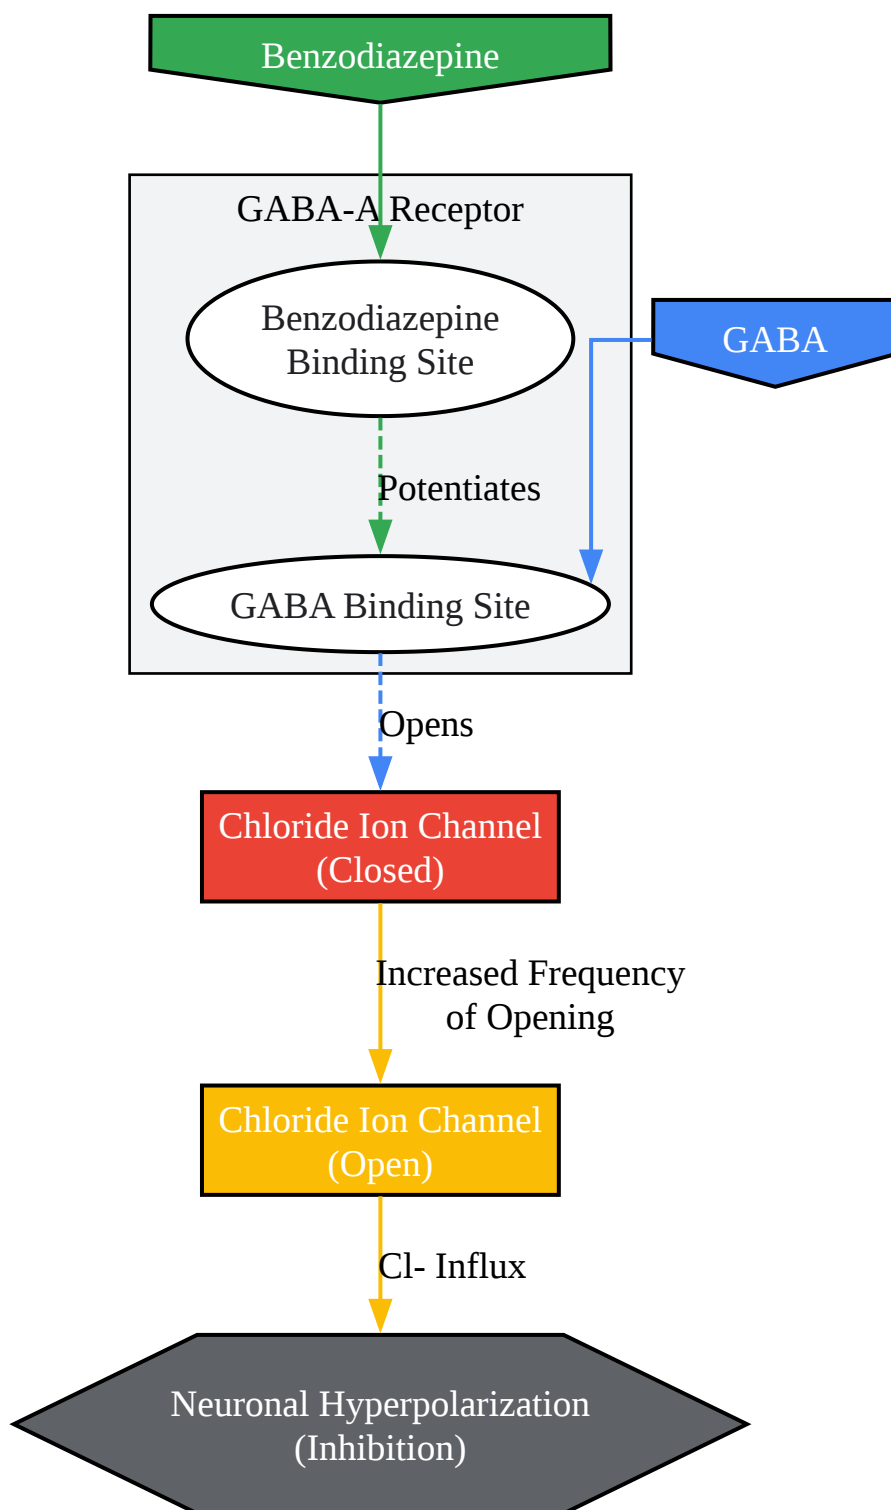 Benzodiazepine
GABA-A Receptor
Benzodiazepine
Binding Site
GABA
Potentiates
GABA Binding Site
Opens
Chloride Ion Channel
(Closed)
Increased Frequency
of Opening
Chloride Ion Channel
(Open)
Cl- Influx
Neuronal Hyperpolarization
(Inhibition)